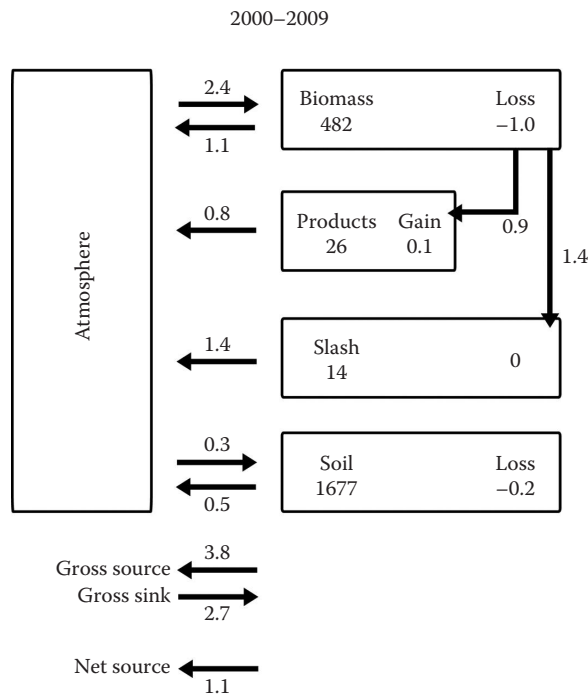 2000–2009
2.4
Biomass Loss
482 –1.0
1.1
0.8
Products Gain
26 0.1
0.9
1.4
Atmosphere
1.4
Slash
14 0
0.3
Soil Loss
1677 –0.2
0.5
3.8
Gross source
Gross sink
2.7
Net source
1.1